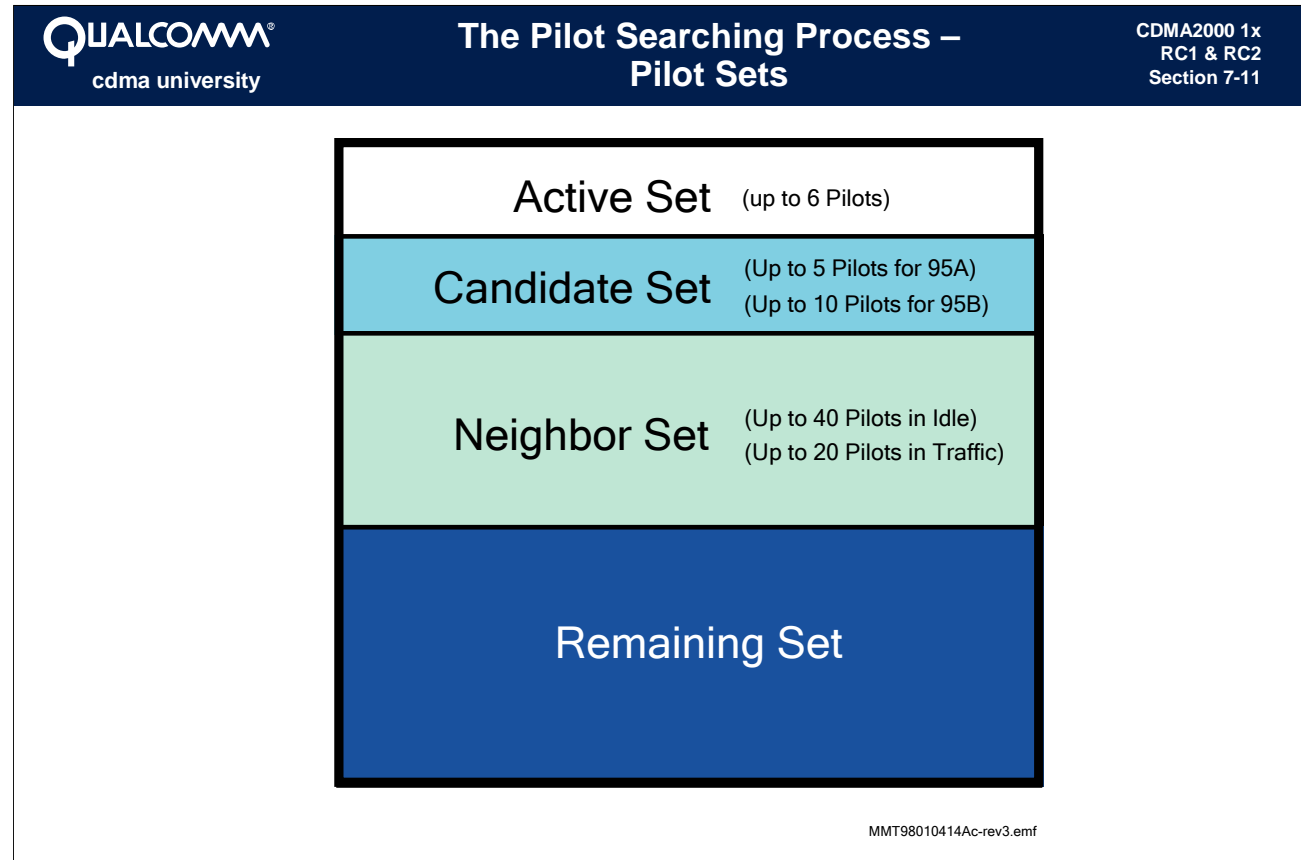 QUALCOMM®
cdma university
The Pilot Searching Process –
Pilot Sets
CDMA2000 1x
RC1 & RC2
Section 7-11
Active Set (up to 6 Pilots)
Candidate Set
(Up to 5 Pilots for 95A)
(Up to 10 Pilots for 95B)
Neighbor Set
(Up to 40 Pilots in Idle)
(Up to 20 Pilots in Traffic)
Remaining Set
MMT98010414Ac-rev3.emf